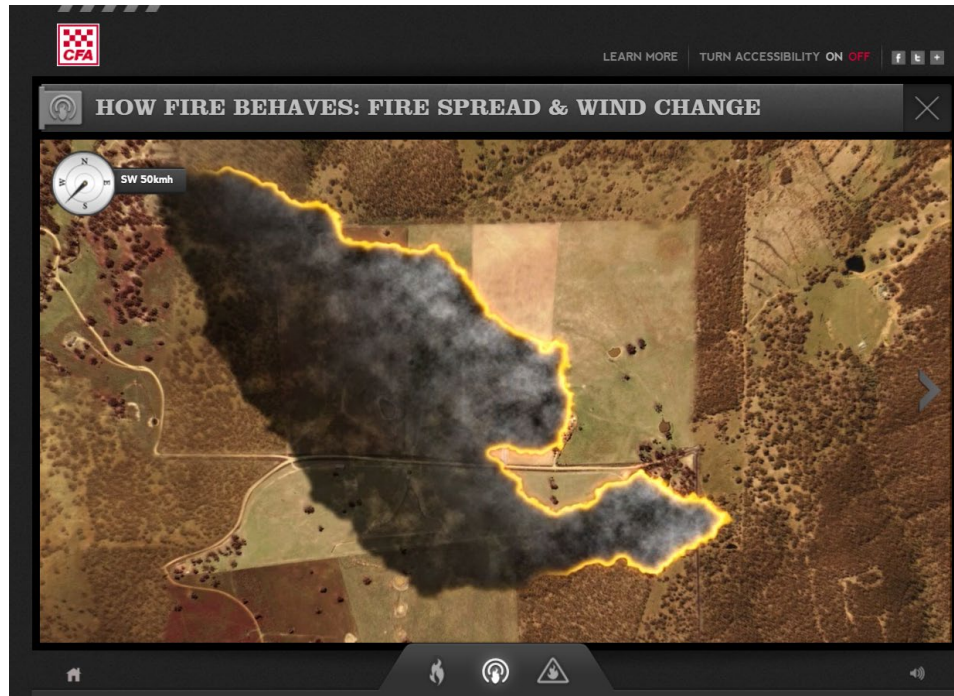 CFA
LEARN MORE TURN ACCESSIBILITY ON OFF
HOW FIRE BEHAVES: FIRE SPREAD & WIND CHANGE
N
W E
S
SW 50kmh